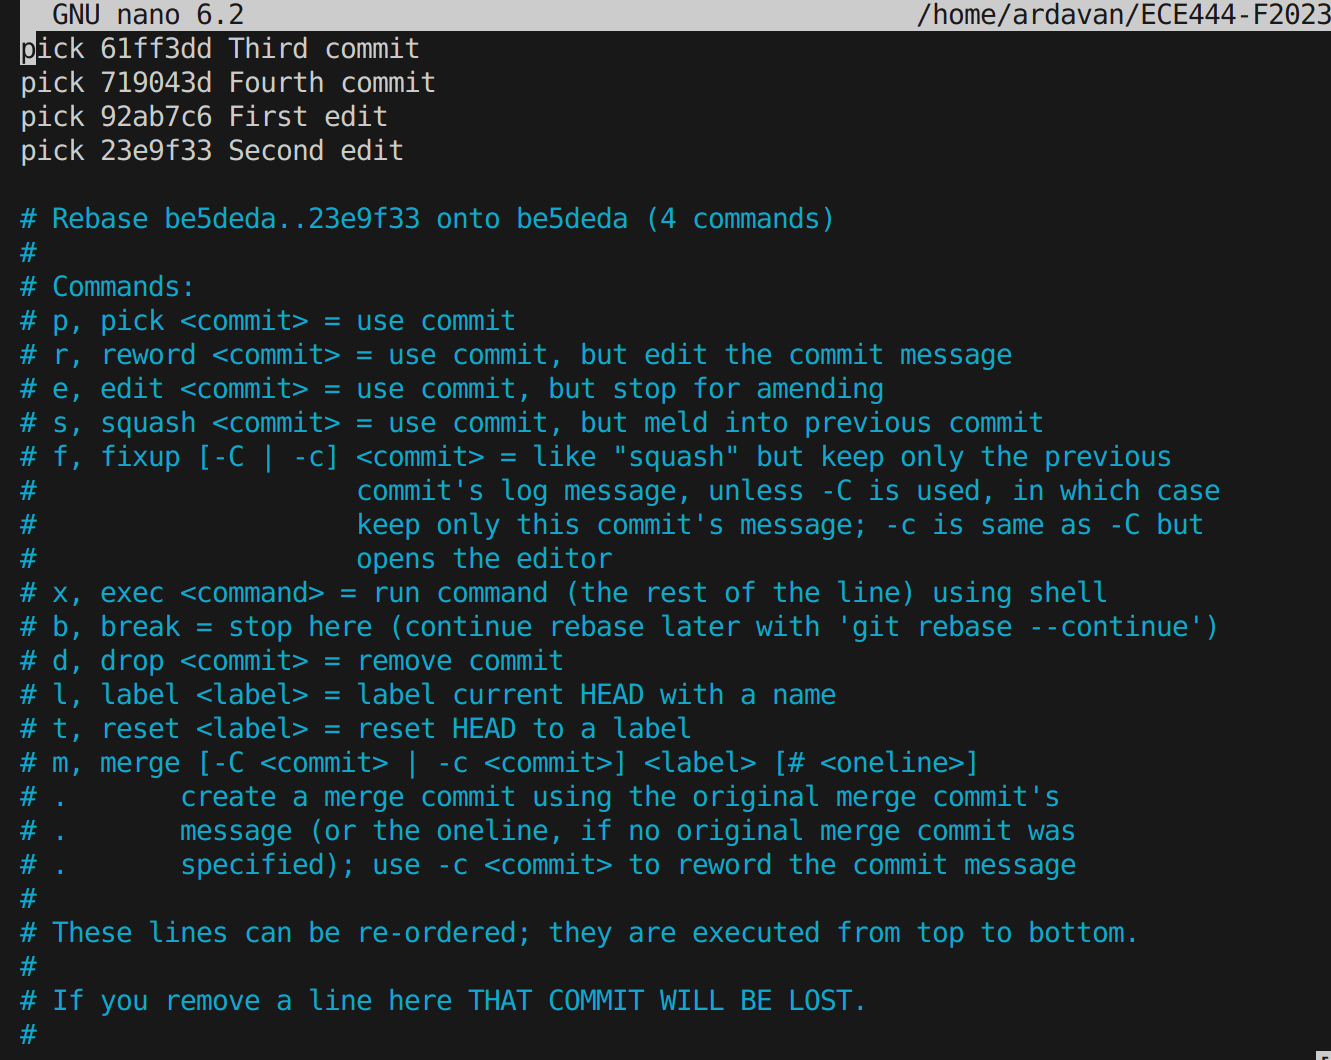 GNU nano 6.2 /home/ardavan/ECE444-F2023
pick 61ff3dd Third commit
pick 719043d Fourth commit
pick 92ab7c6 First edit
pick 23e9f33 Second edit
# Rebase be5deda..23e9f33 onto be5deda (4 commands)
#
# Commands:
# p, pick <commit> = use commit
# r, reword <commit> = use commit, but edit the commit message
# e, edit <commit> = use commit, but stop for amending
# s, squash <commit> = use commit, but meld into previous commit
# f, fixup [-C | -c] <commit> = like "squash" but keep only the previous
#                    commit's log message, unless -C is used, in which case
#                    keep only this commit's message; -c is same as -C but
#                    opens the editor
# x, exec <command> = run command (the rest of the line) using shell
# b, break = stop here (continue rebase later with 'git rebase --continue')
# d, drop <commit> = remove commit
# l, label <label> = label current HEAD with a name
# t, reset <label> = reset HEAD to a label
# m, merge [-C <commit> | -c <commit>] <label> [# <oneline>]
# .       create a merge commit using the original merge commit's
# .       message (or the oneline, if no original merge commit was
# .       specified); use -c <commit> to reword the commit message
#
# These lines can be re-ordered; they are executed from top to bottom.
#
# If you remove a line here THAT COMMIT WILL BE LOST.
#